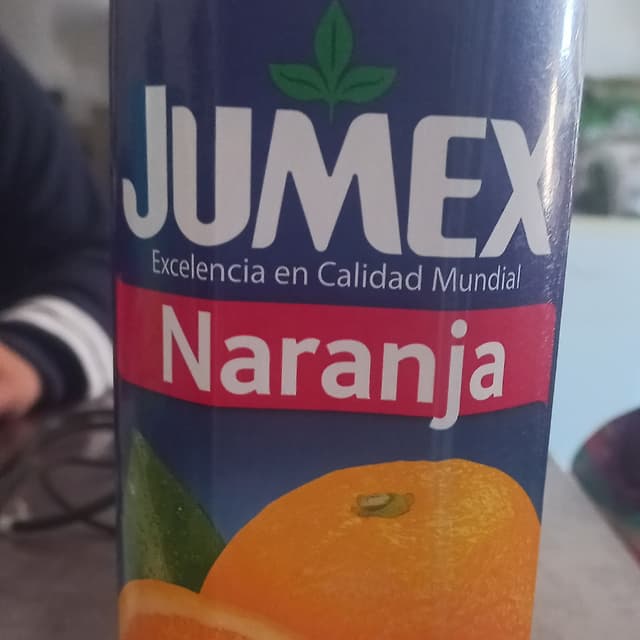 JUMEX
Excelencia en Calidad Mundial
Naranja